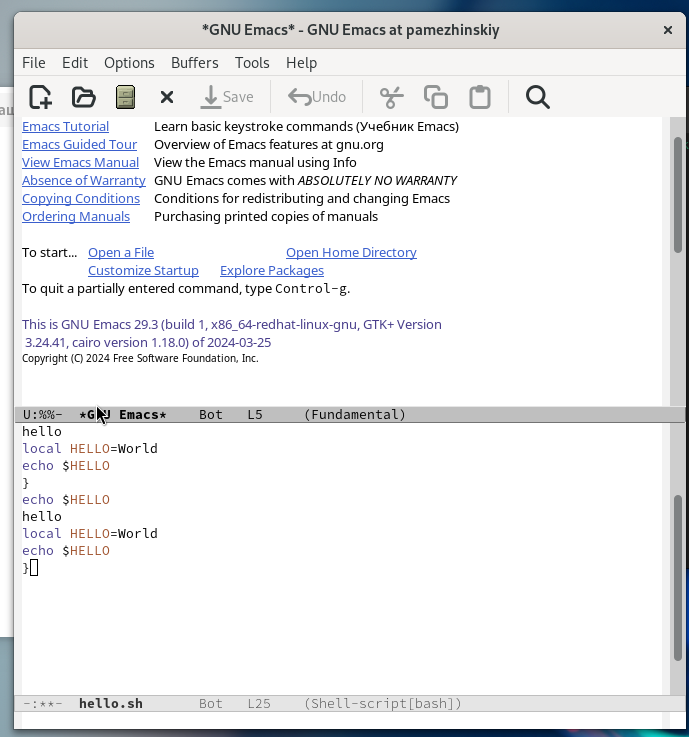 *GNU Emacs* - GNU Emacs at pamezhinskiy
File Edit Options Buffers Tools Help
Save Undo
Emacs Tutorial Learn basic keystroke commands (Учебник Emacs)
Emacs Guided Tour Overview of Emacs features at gnu.org
View Emacs Manual View the Emacs manual using Info
Absence of Warranty GNU Emacs comes with ABSOLUTELY NO WARRANTY
Copying Conditions Conditions for redistributing and changing Emacs
Ordering Manuals Purchasing printed copies of manuals
To start... Open a File Open Home Directory
Customize Startup Explore Packages
To quit a partially entered command, type Control-g.
This is GNU Emacs 29.3 (build 1, x86_64-redhat-linux-gnu, GTK+ Version
3.24.41, cairo version 1.18.0) of 2024-03-25
Copyright (C) 2024 Free Software Foundation, Inc.
U:%%- *GNU Emacs* Bot L5 (Fundamental)
hello
local HELLO=World
echo $HELLO
}
echo $HELLO
hello
local HELLO=World
echo $HELLO
}
-:**- hello.sh Bot L25 (Shell-script[bash])